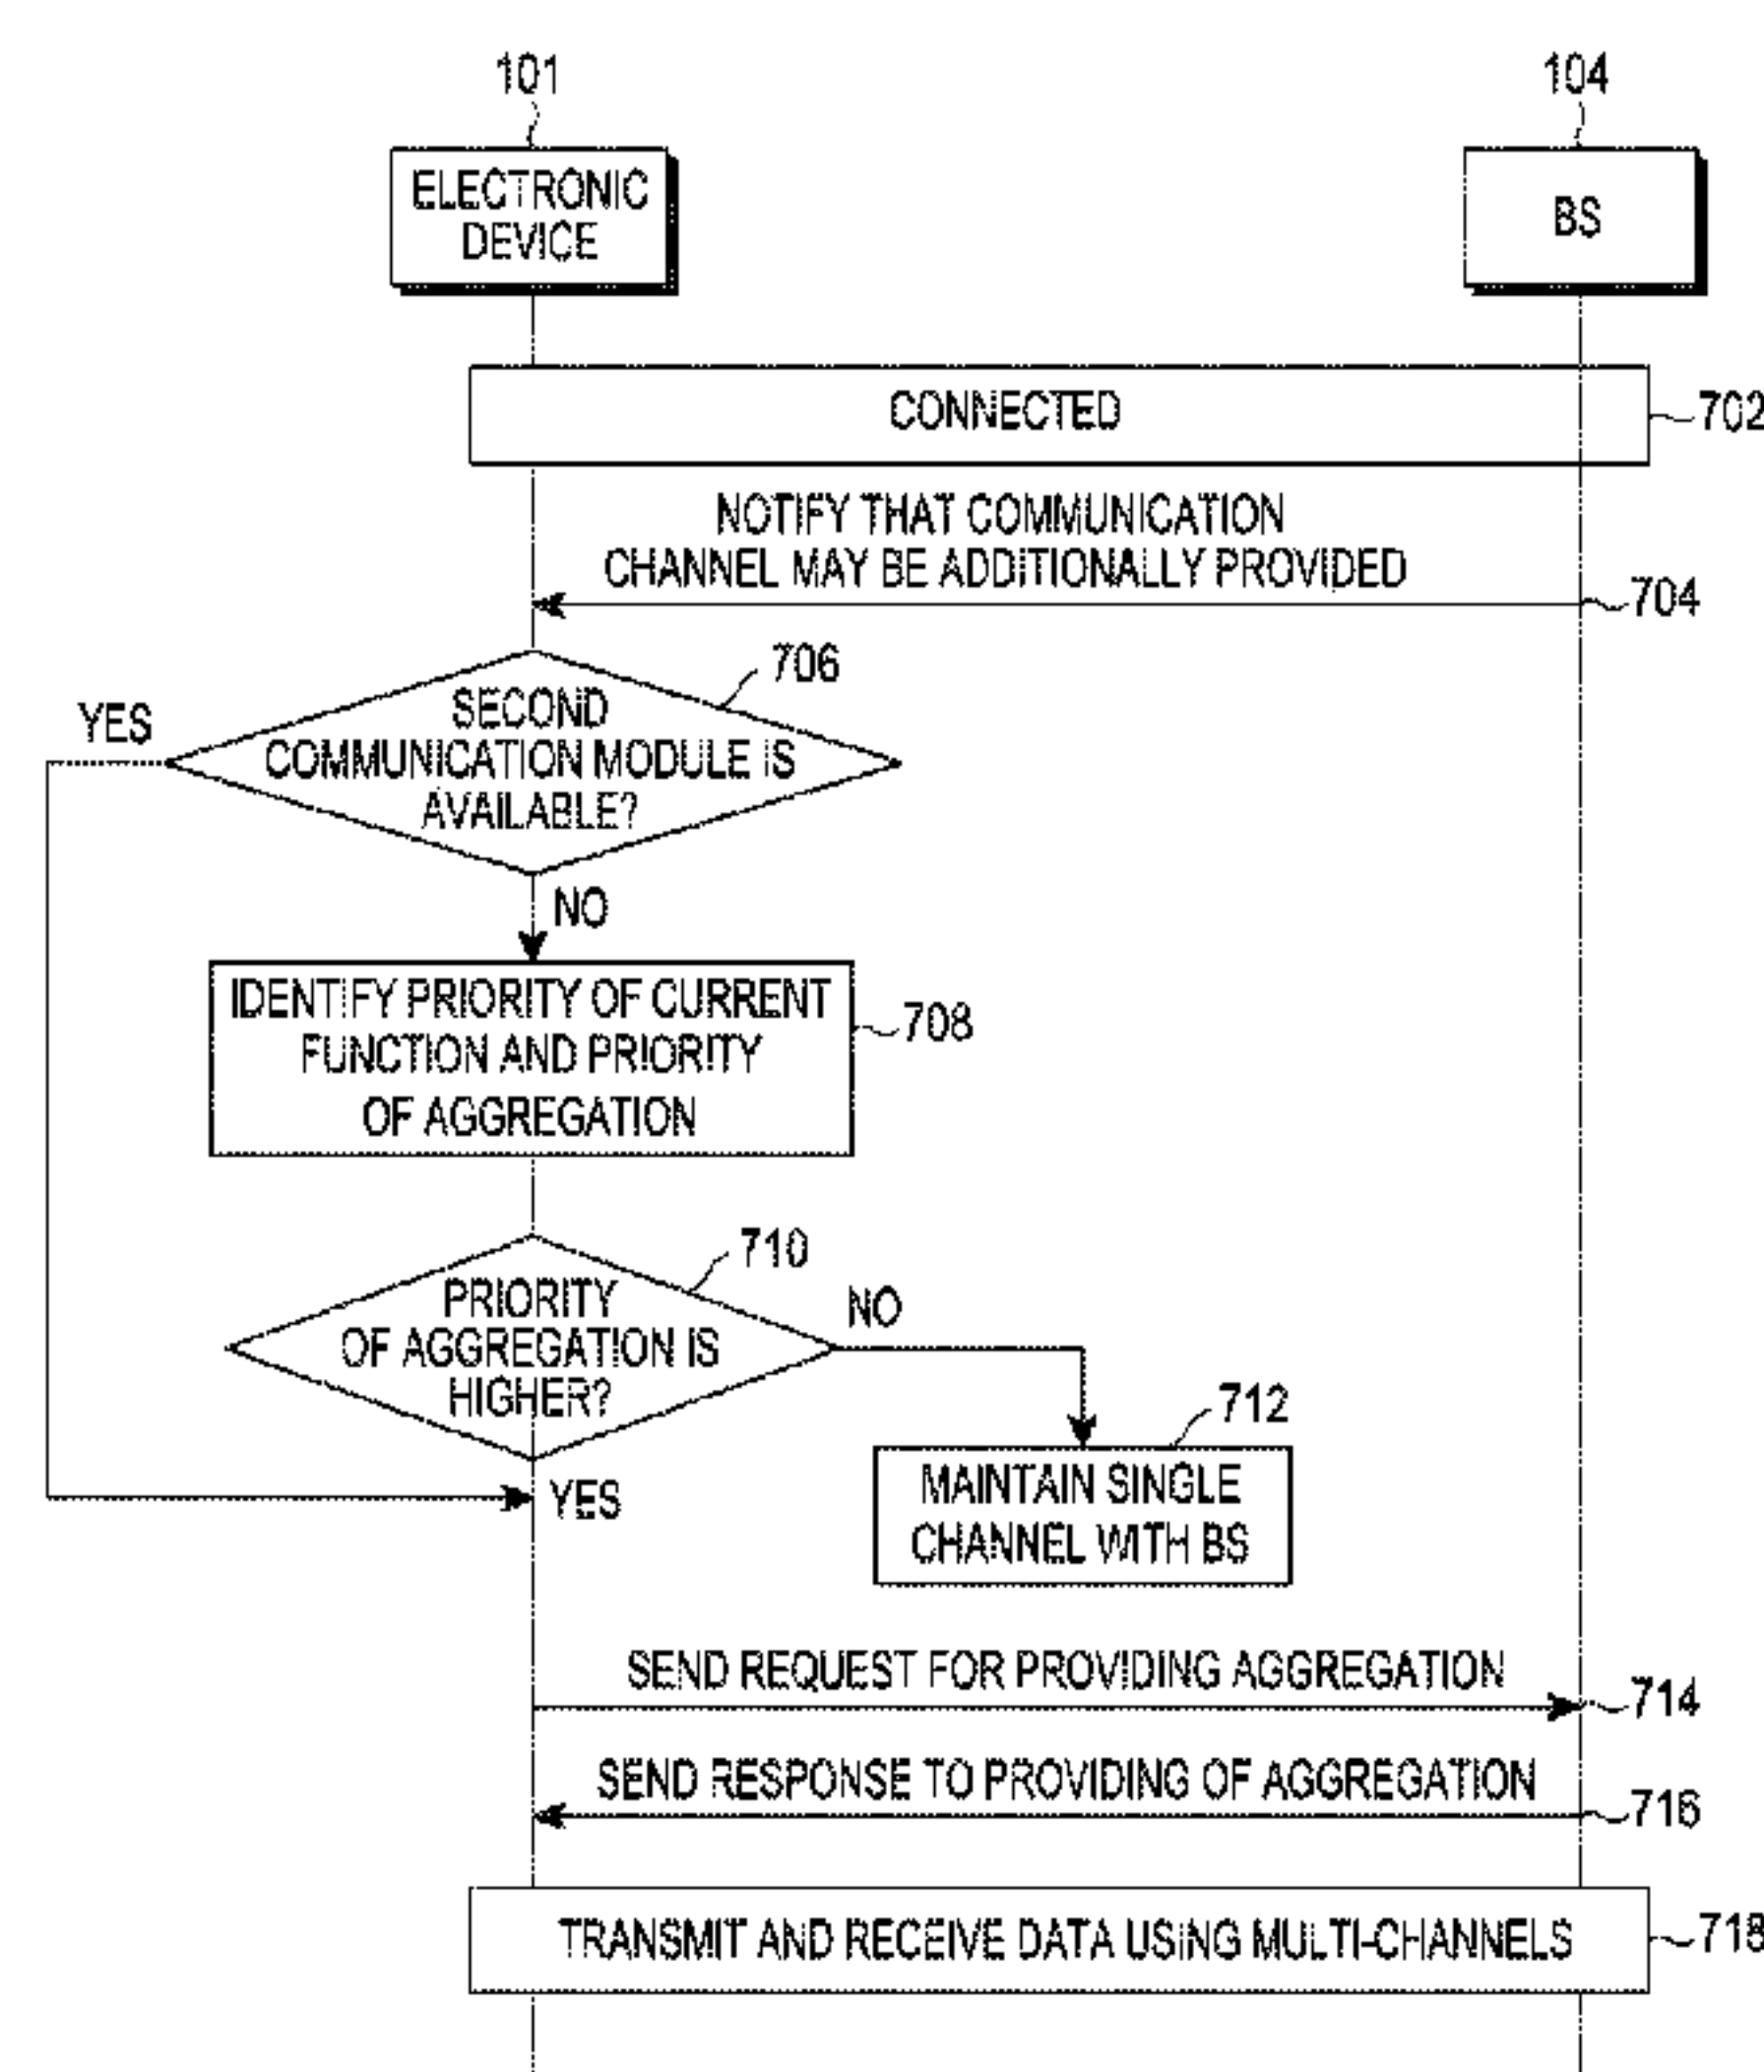 101
104
ELECTRONIC
DEVICE
BS
CONNECTED
702
NOTIFY THAT COMMUNICATION
CHANNEL MAY BE ADDITIONALLY PROVIDED
704
706
YES
SECOND
COMMUNICATION MODULE IS
AVAILABLE?
NO
IDENTIFY PRIORITY OF CURRENT
FUNCTION AND PRIORITY
OF AGGREGATION
708
710
PRIORITY
OF AGGREGATION IS
HIGHER?
NO
712
YES
MAINTAIN SINGLE
CHANNEL WITH BS
SEND REQUEST FOR PROVIDING AGGREGATION
714
SEND RESPONSE TO PROVIDING OF AGGREGATION
716
TRANSMIT AND RECEIVE DATA USING MULTI-CHANNELS
718